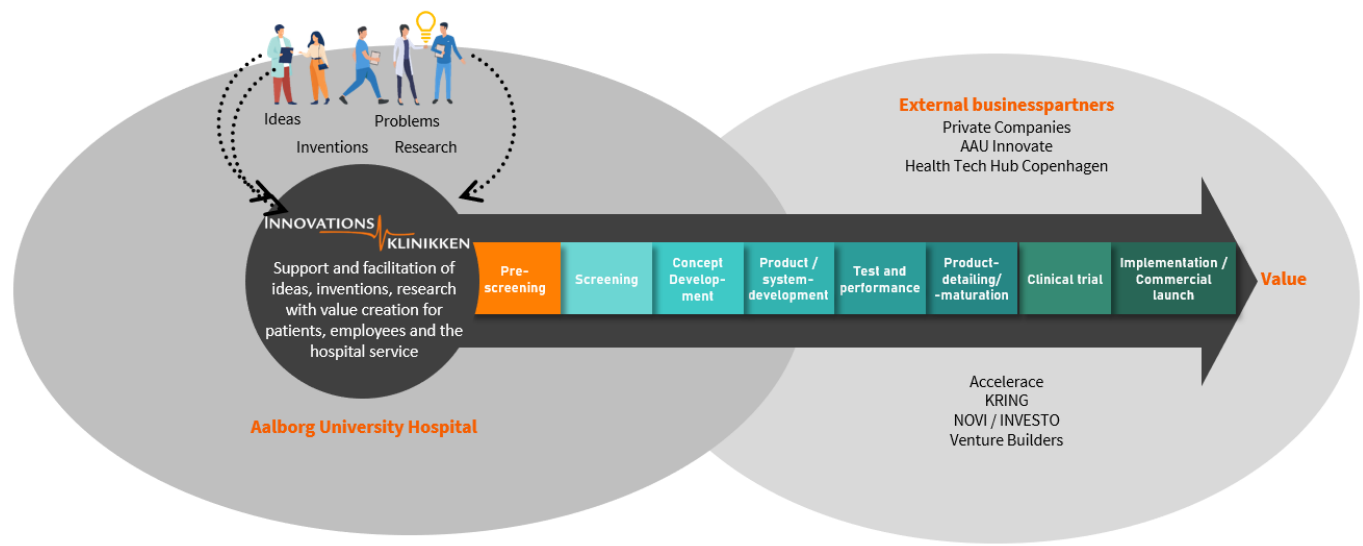 Ideas
Problems
Inventions
Research
INNOVATIONS
KLINIKKEN
Support and facilitation of
ideas, inventions, research
with value creation for
patients, employees and the
hospital service
Aalborg University Hospital
Pre-
screening
Screening
Concept
Develop-
ment
Product /
system-
development
Test and
performance
Product-
detailing/
-maturation
Clinical trial
Implementation /
Commercial
launch
Value
External businesspartners
Private Companies
AAU Innovate
Health Tech Hub Copenhagen
Accelerace
KRING
NOVI / INVESTO
Venture Builders